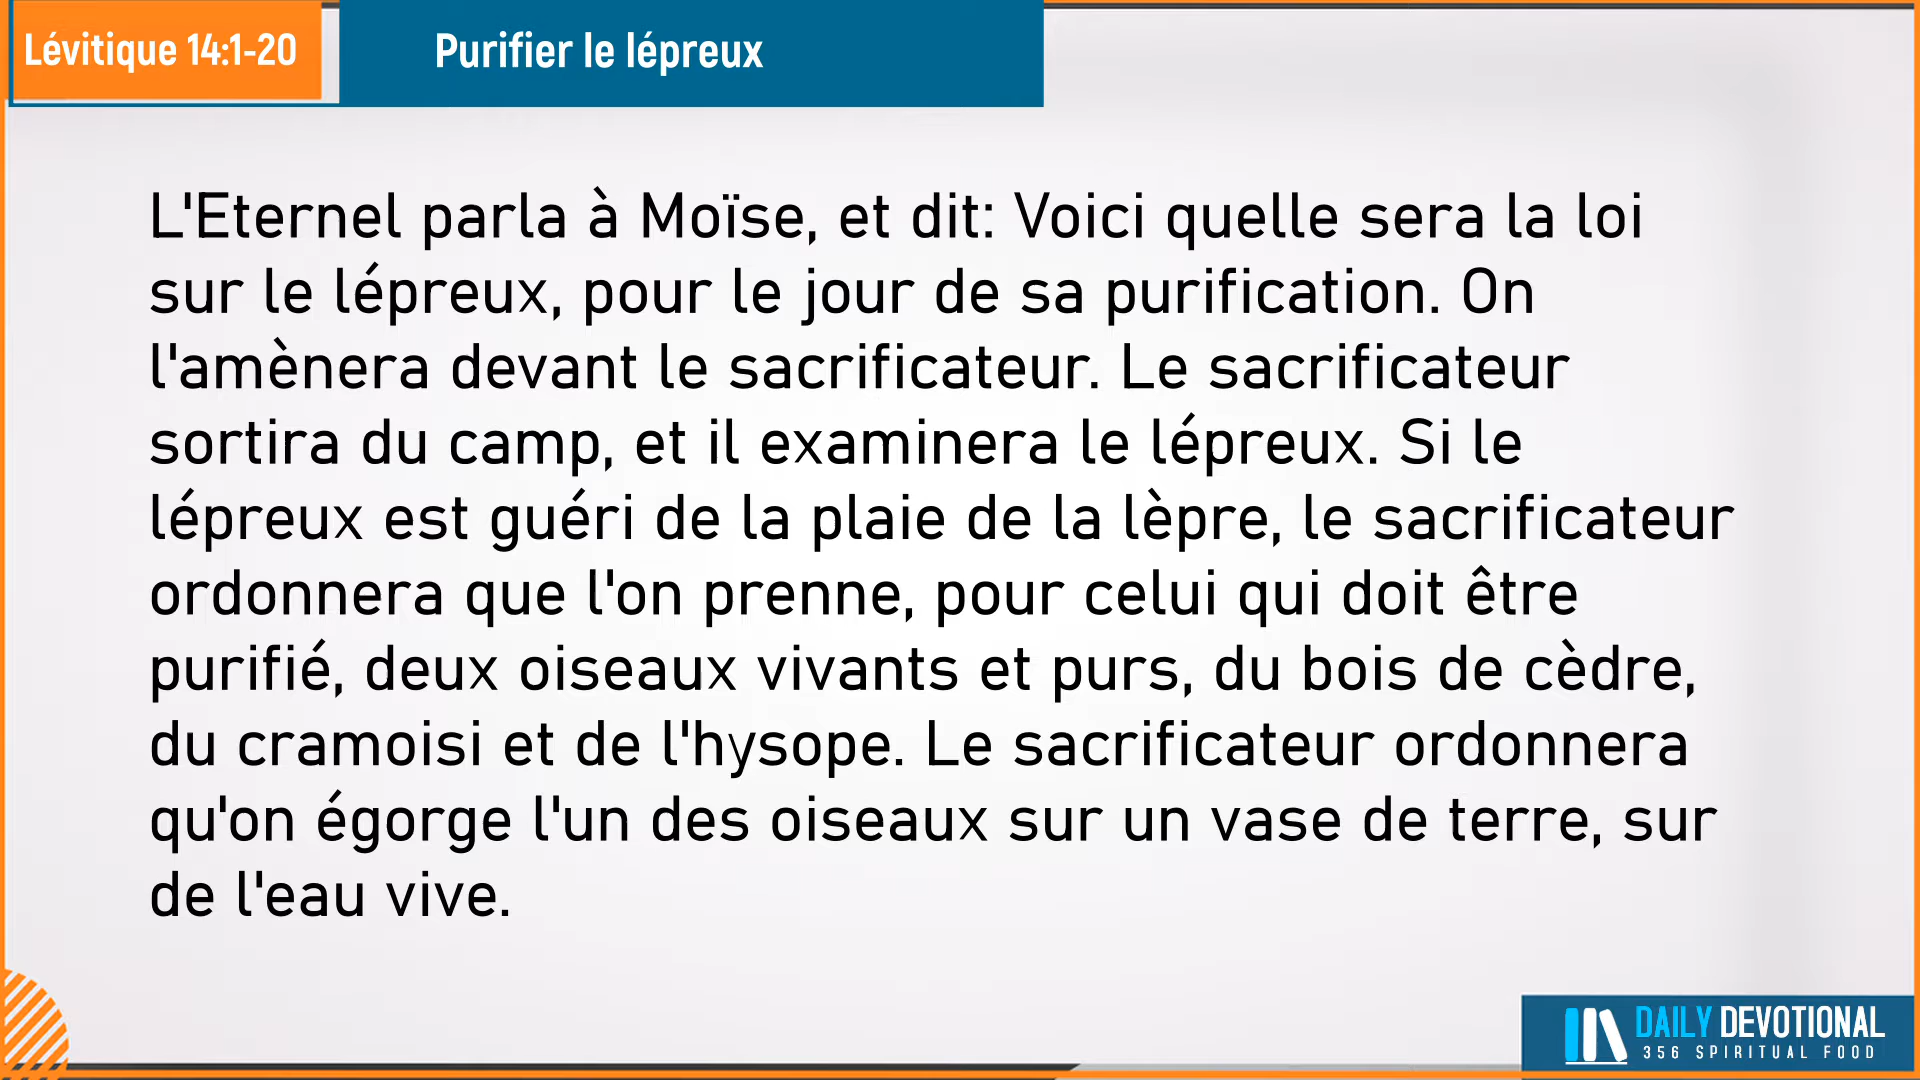 Lévitique 14:1-20
Purifier le lépreux
L'Eternel parla à Moïse, et dit: Voici quelle sera la loi
sur le lépreux, pour le jour de sa purification. On
l'amènera devant le sacrificateur. Le sacrificateur
sortira du camp, et il examinera le lépreux. Si le
lépreux est guéri de la plaie de la lèpre, le sacrificateur
ordonnera que l'on prenne, pour celui qui doit être
purifié, deux oiseaux vivants et purs, du bois de cèdre,
du cramoisi et de l'hysope. Le sacrificateur ordonnera
qu'on égorge l'un des oiseaux sur un vase de terre, sur
de l'eau vive.
DAILY DEVOTIONAL
356 SPIRITUAL FOOD